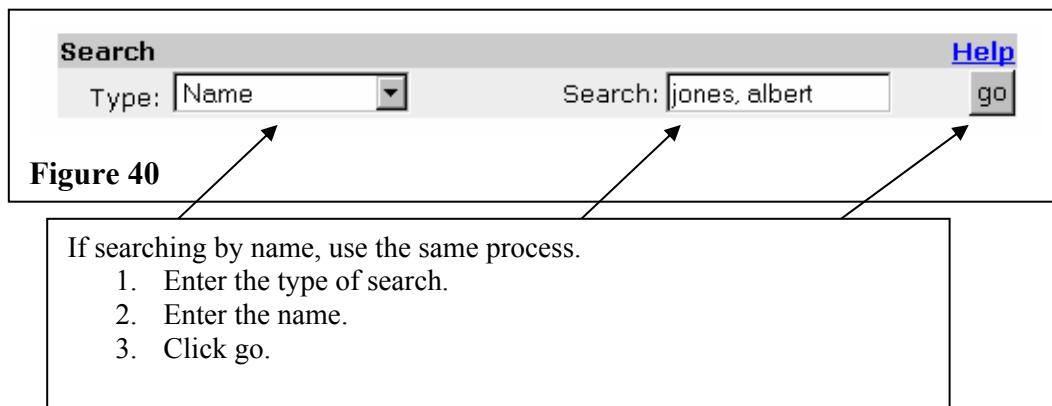 Search Help
Type: Name Search: jones, albert go
Figure 40
If searching by name, use the same process.
1. Enter the type of search.
2. Enter the name.
3. Click go.